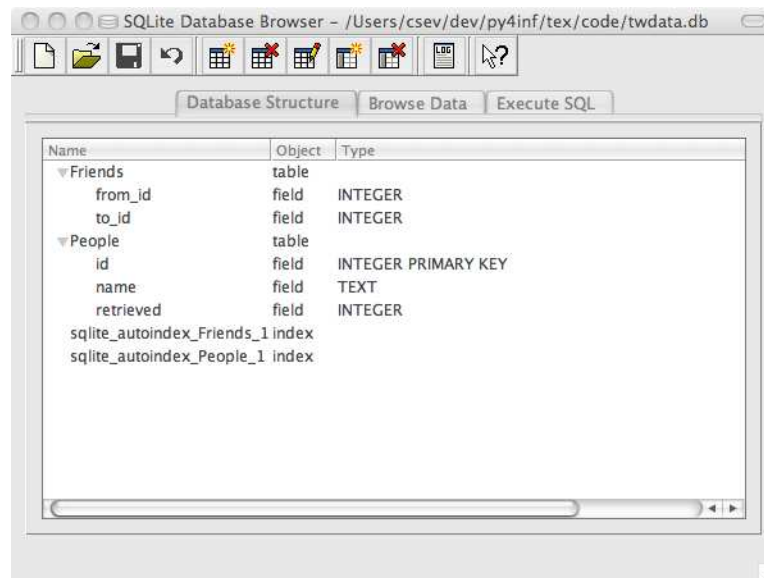 SQLite Database Browser - /Users/csev/dev/py4inf/tex/code/twdata.db
LOG
?
Database Structure Browse Data Execute SQL
Name Object Type
Friends table
from_id field INTEGER
to_id field INTEGER
People table
id field INTEGER PRIMARY KEY
name field TEXT
retrieved field INTEGER
sqlite_autoindex_Friends_1 index
sqlite_autoindex_People_1 index